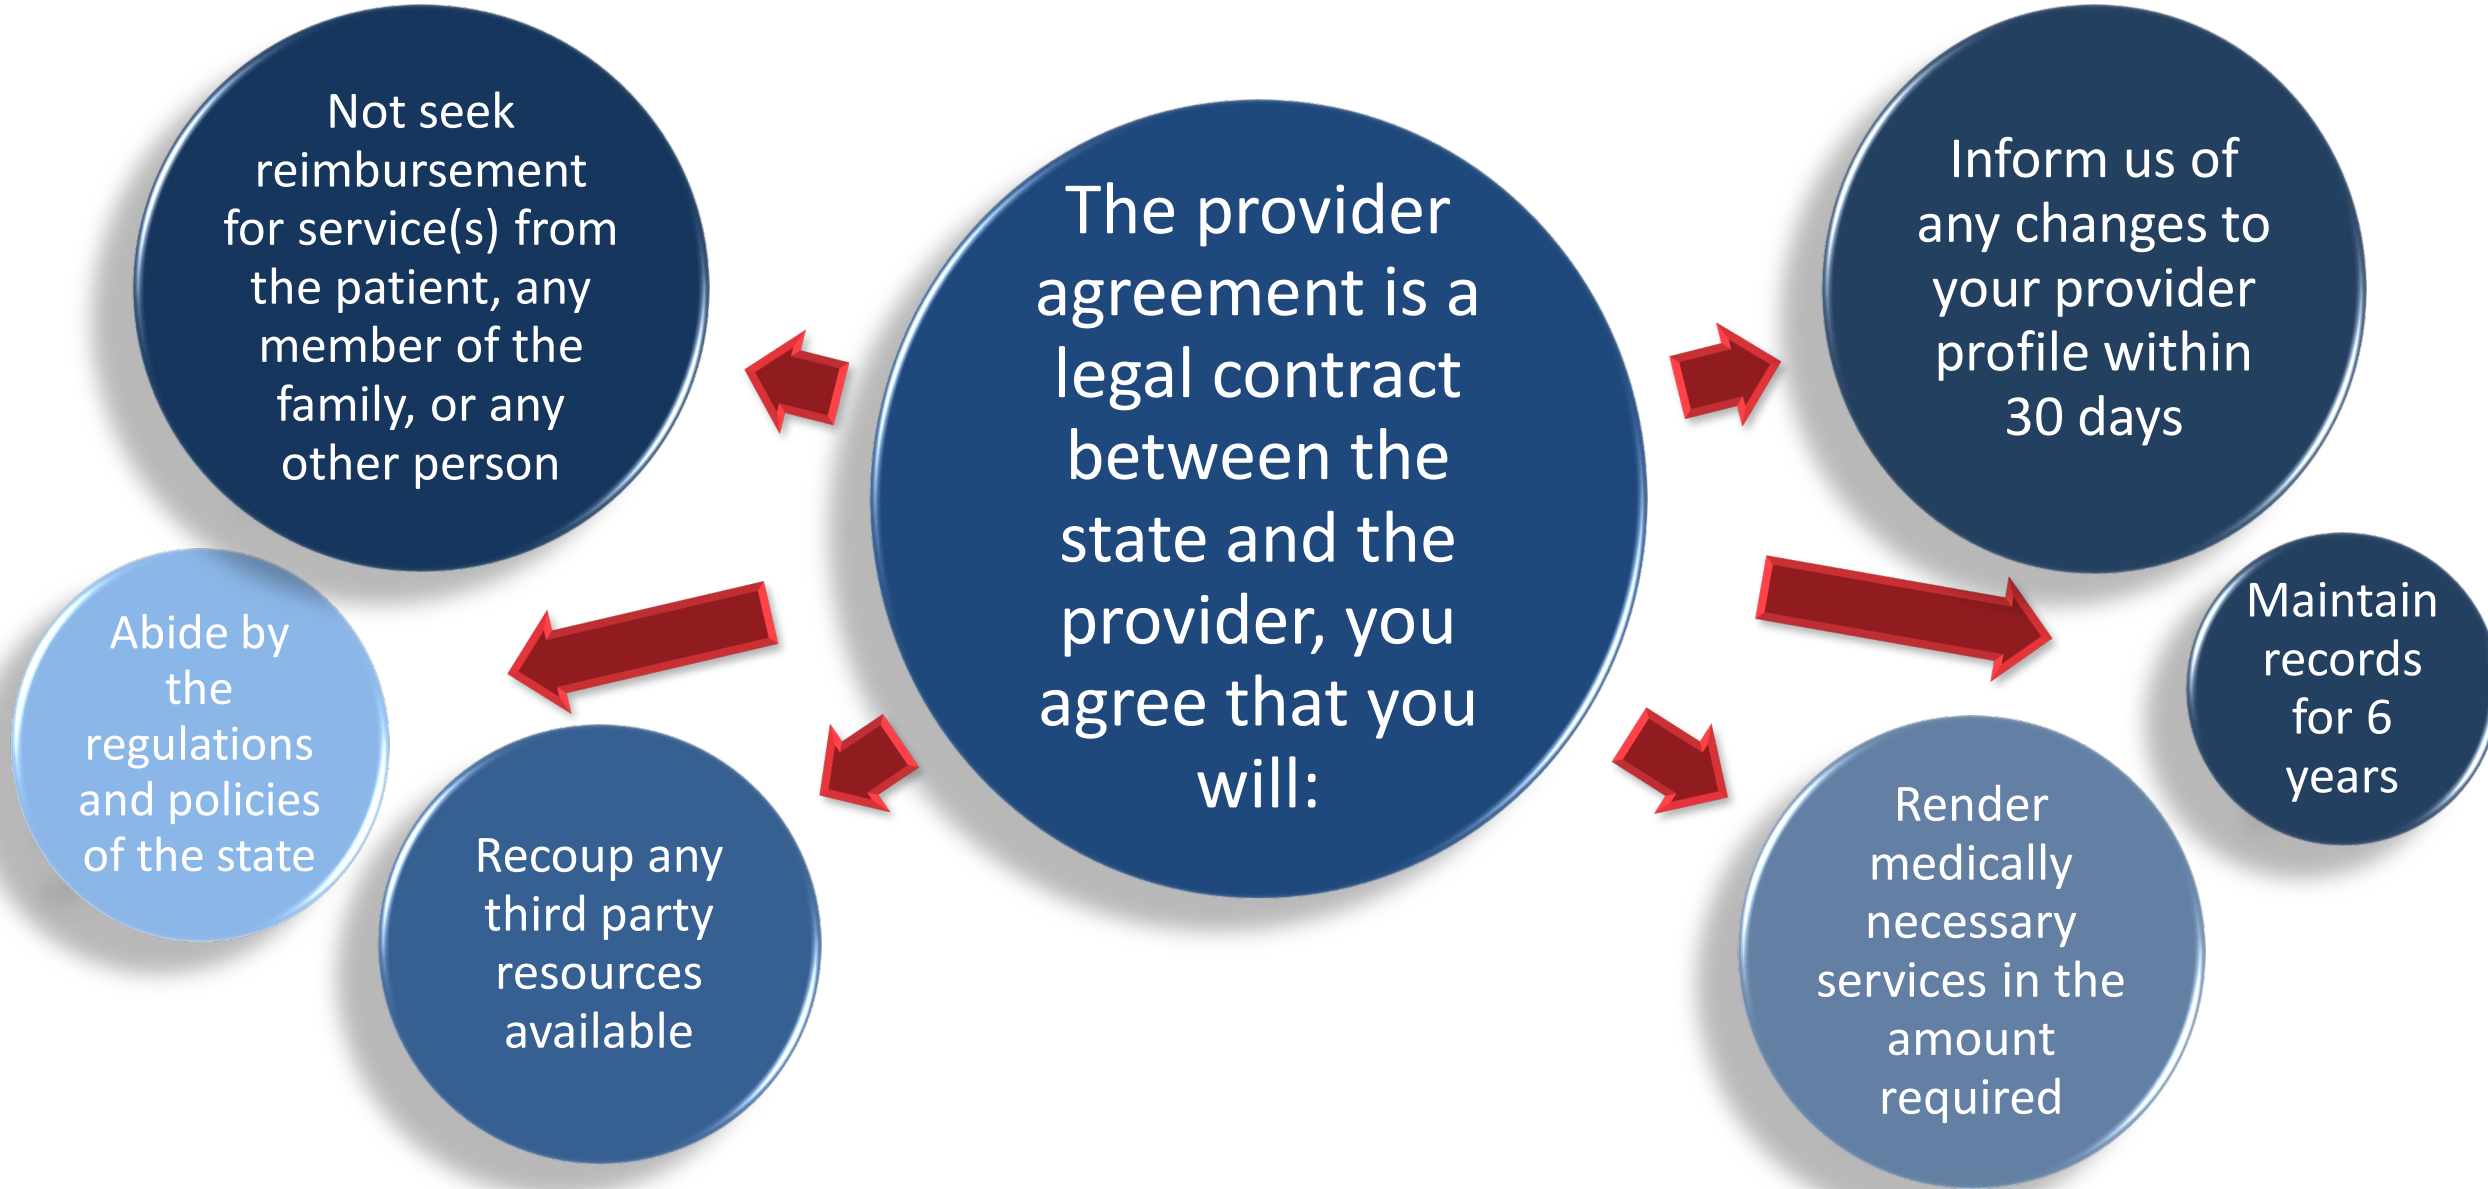 The provider
agreement is a
legal contract
between the
state and the
provider, you
agree that you
will:
Not seek
reimbursement
for service(s) from
the patient, any
member of the
family, or any
other person
Inform us of
any changes to
your provider
profile within
30 days
Maintain
records
for 6
years
Render
medically
necessary
services in the
amount
required
Recoup any
third party
resources
available
Abide by
the
regulations
and policies
of the state